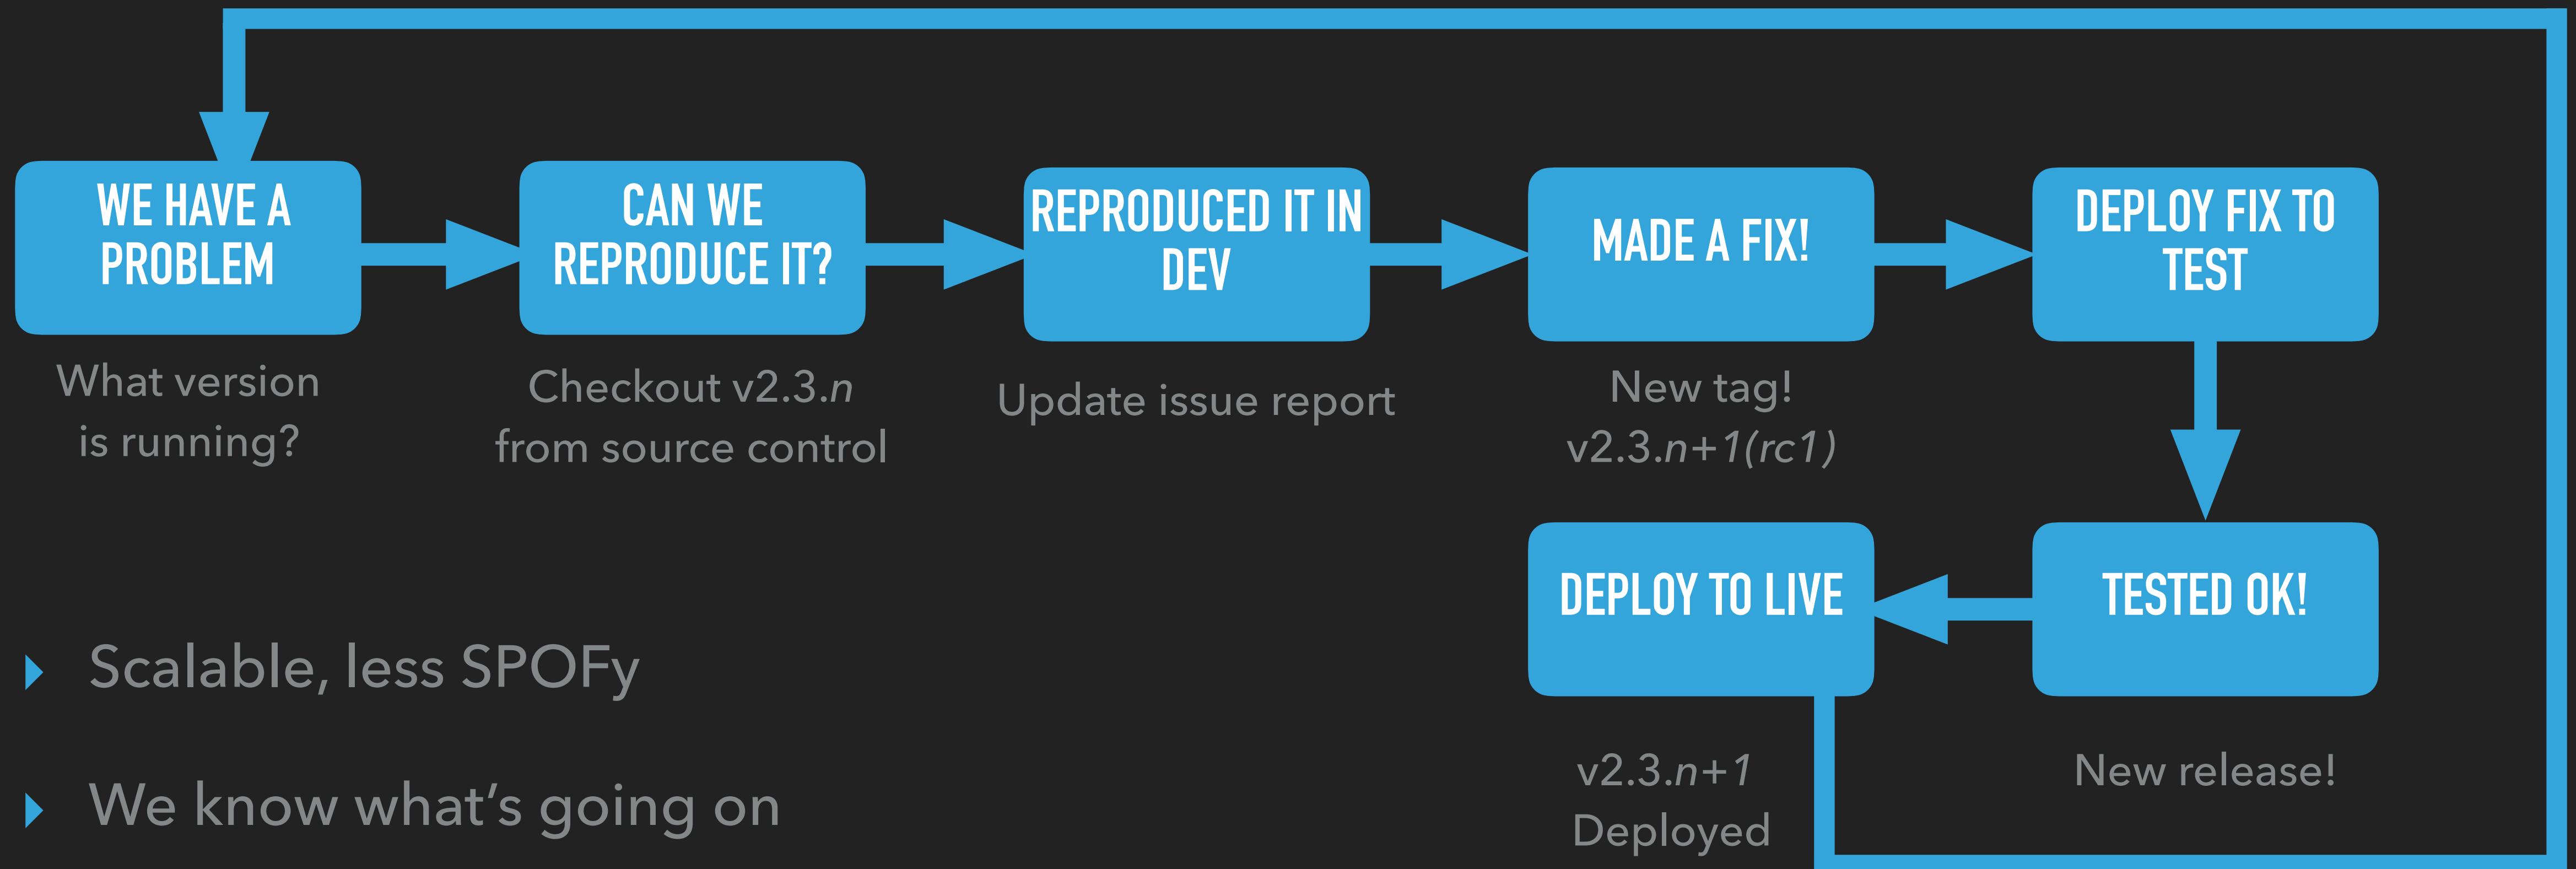 WE HAVE A
PROBLEM
What version
is running?
CAN WE
REPRODUCE IT?
Checkout v2.3.n
from source control
REPRODUCED IT IN
DEV
Update issue report
MADE A FIX!
New tag!
v2.3.n+1(rc1)
DEPLOY FIX TO
TEST
TESTED OK!
New release!
DEPLOY TO LIVE
v2.3.n+1
Deployed
Scalable, less SPOFy
We know what’s going on